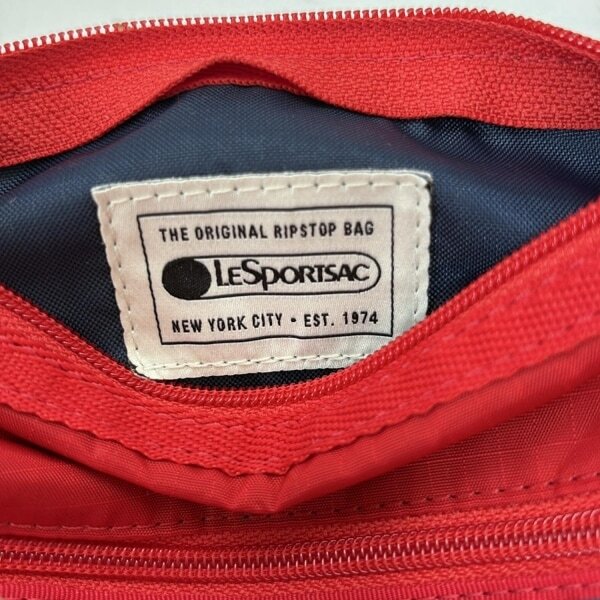 THE ORIGINAL RIPSTOP BAG
LESPORTSAC
NEW YORK CITY • EST. 1974